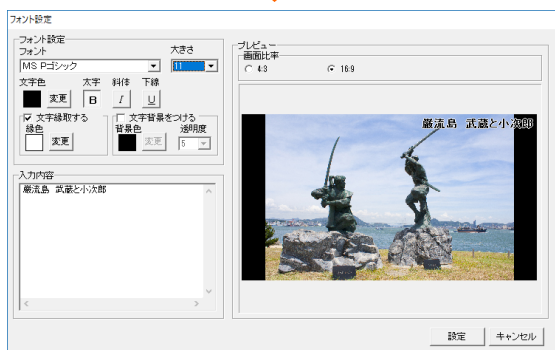 フォント設定
フォント設定
フォント
大きさ
MS Pゴシック
11
文字色
太字
斜体
下線
変更
B
I
U
文字縁取する
縁色
変更
文字背景をつける
背景色
透明度
変更
5
入力内容
巌流島 武蔵と小次郎
プレビュー
画面比率
4:3
16:9
巌流島 武蔵と小次郎
設定
キャンセル